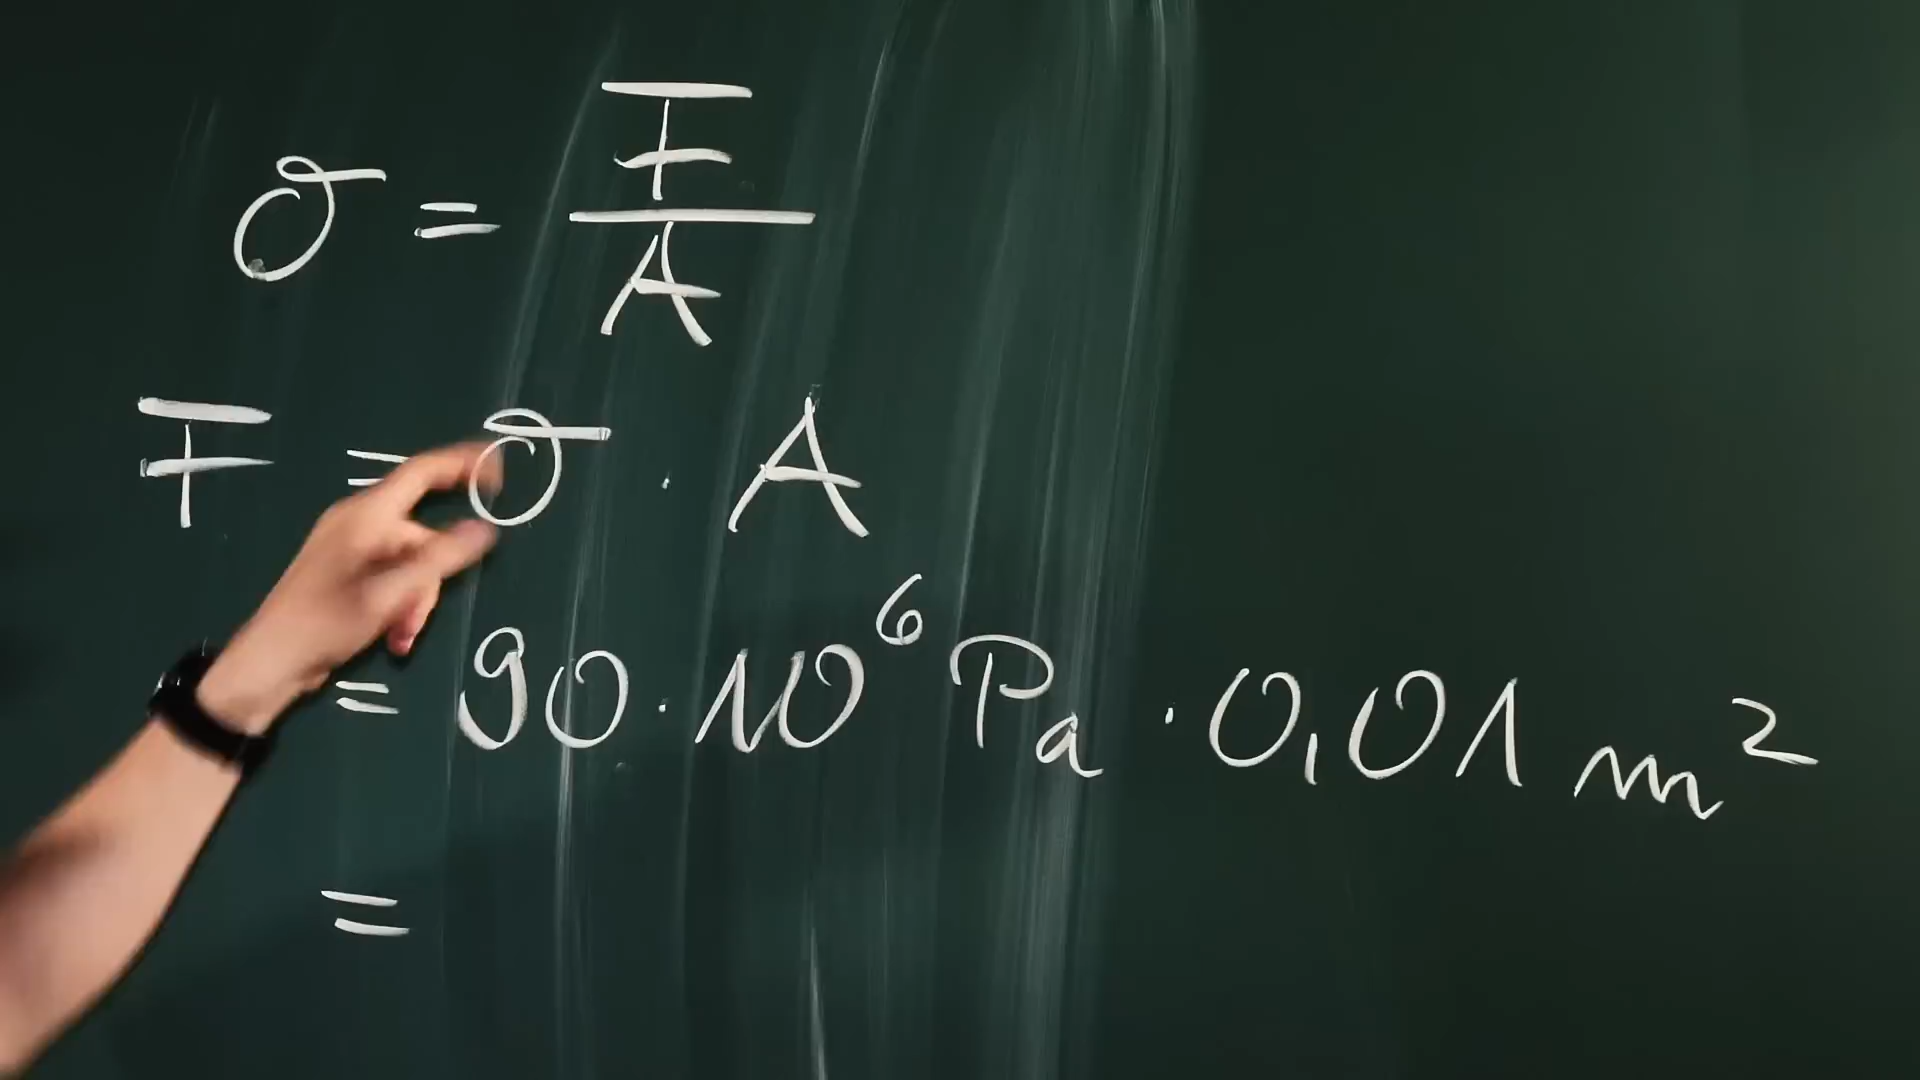 σ = F/A
F = σ · A
= 90 · 10⁶ Pa · 0,01 m²
=